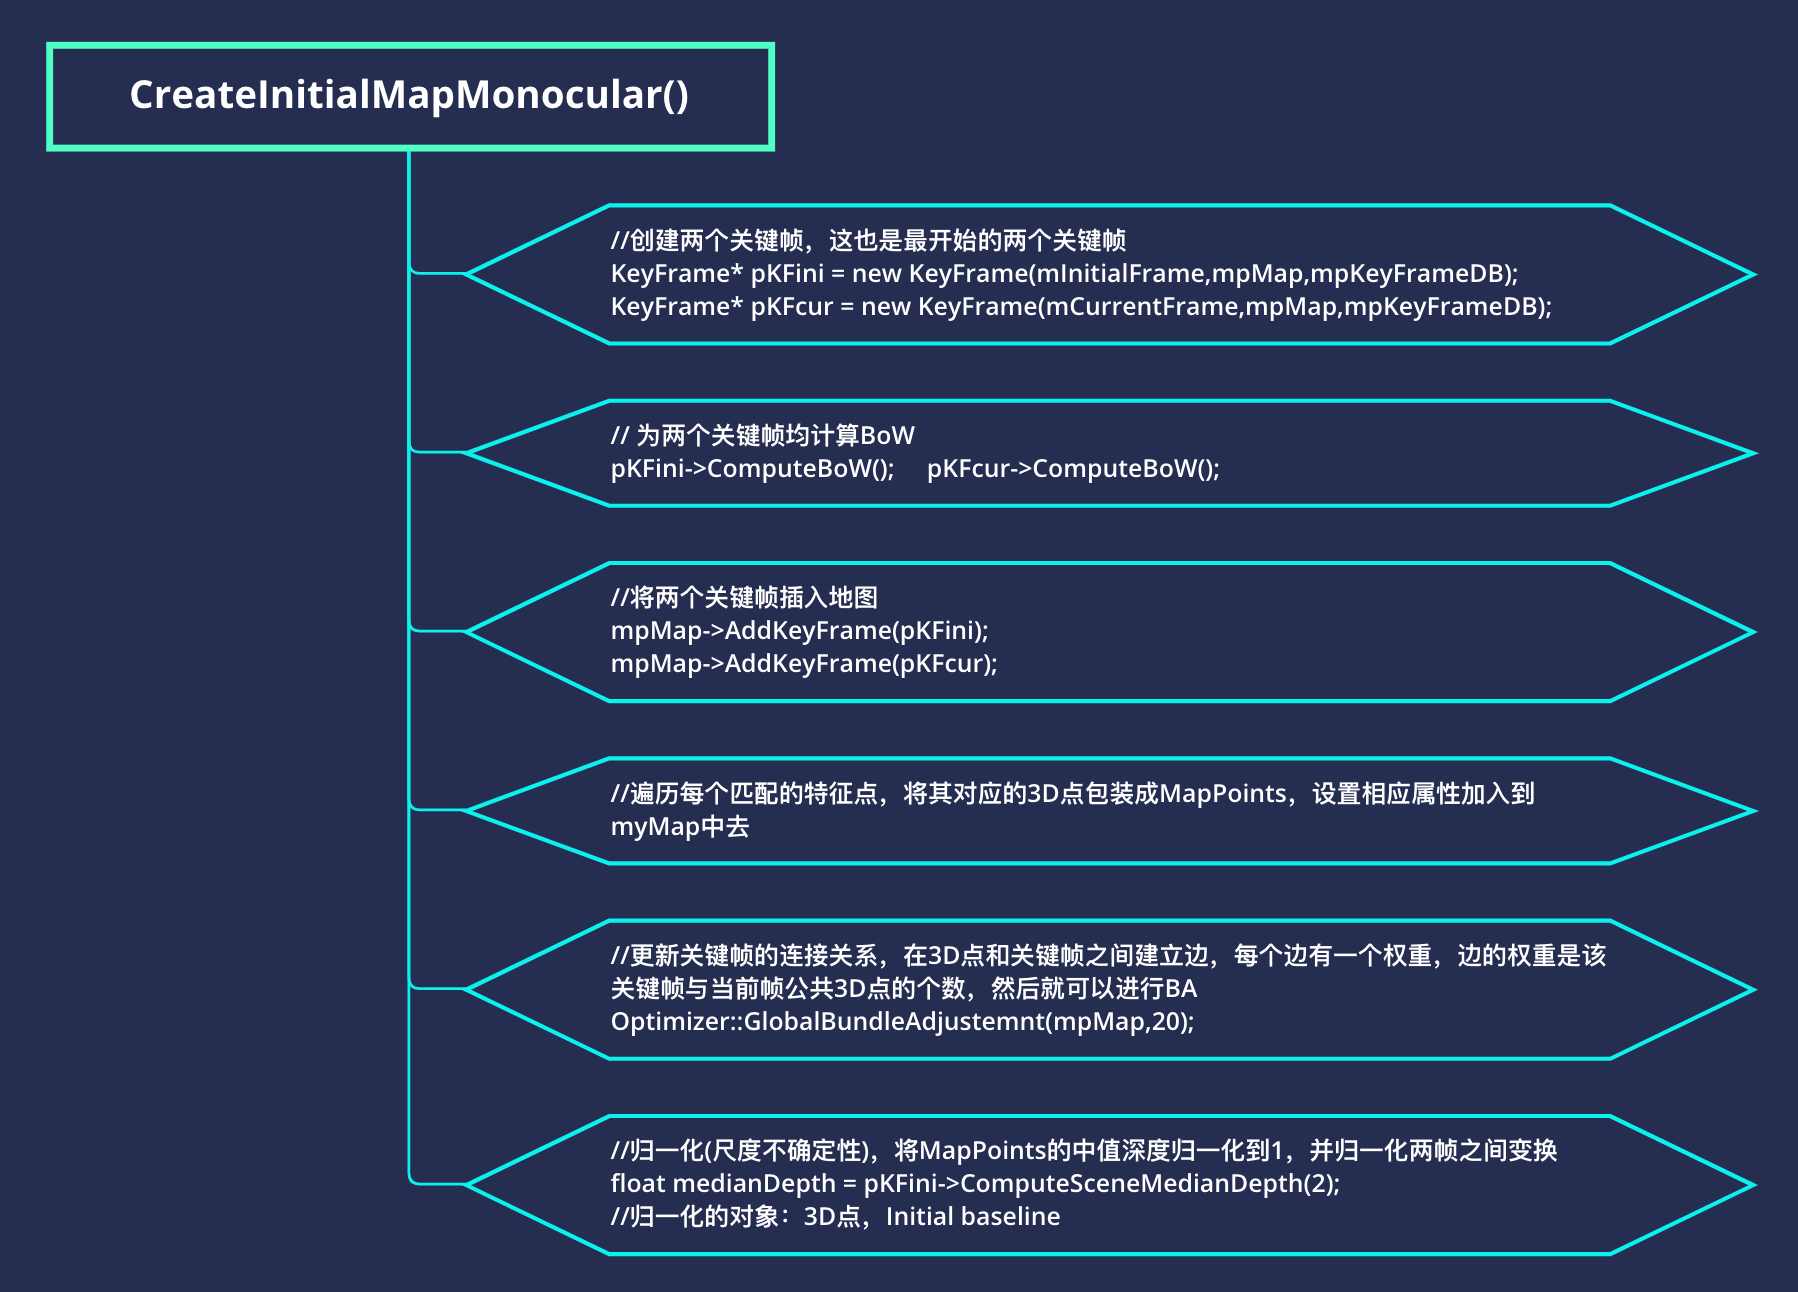 CreateInitialMapMonocular()
//创建两个关键帧，这也是最开始的两个关键帧
KeyFrame* pKFini = new KeyFrame(mInitialFrame,mpMap,mpKeyFrameDB);
KeyFrame* pKFcur = new KeyFrame(mCurrentFrame,mpMap,mpKeyFrameDB);
// 为两个关键帧均计算BoW
pKFini->ComputeBoW();     pKFcur->ComputeBoW();
//将两个关键帧插入地图
mpMap->AddKeyFrame(pKFini);
mpMap->AddKeyFrame(pKFcur);
//遍历每个匹配的特征点，将其对应的3D点包装成MapPoints，设置相应属性加入到
myMap中去
//更新关键帧的连接关系，在3D点和关键帧之间建立边，每个边有一个权重，边的权重是该
关键帧与当前帧公共3D点的个数，然后就可以进行BA
Optimizer::GlobalBundleAdjustemnt(mpMap,20);
//归一化(尺度不确定性)，将MapPoints的中值深度归一化到1，并归一化两帧之间变换
float medianDepth = pKFini->ComputeSceneMedianDepth(2);
//归一化的对象：3D点，Initial baseline